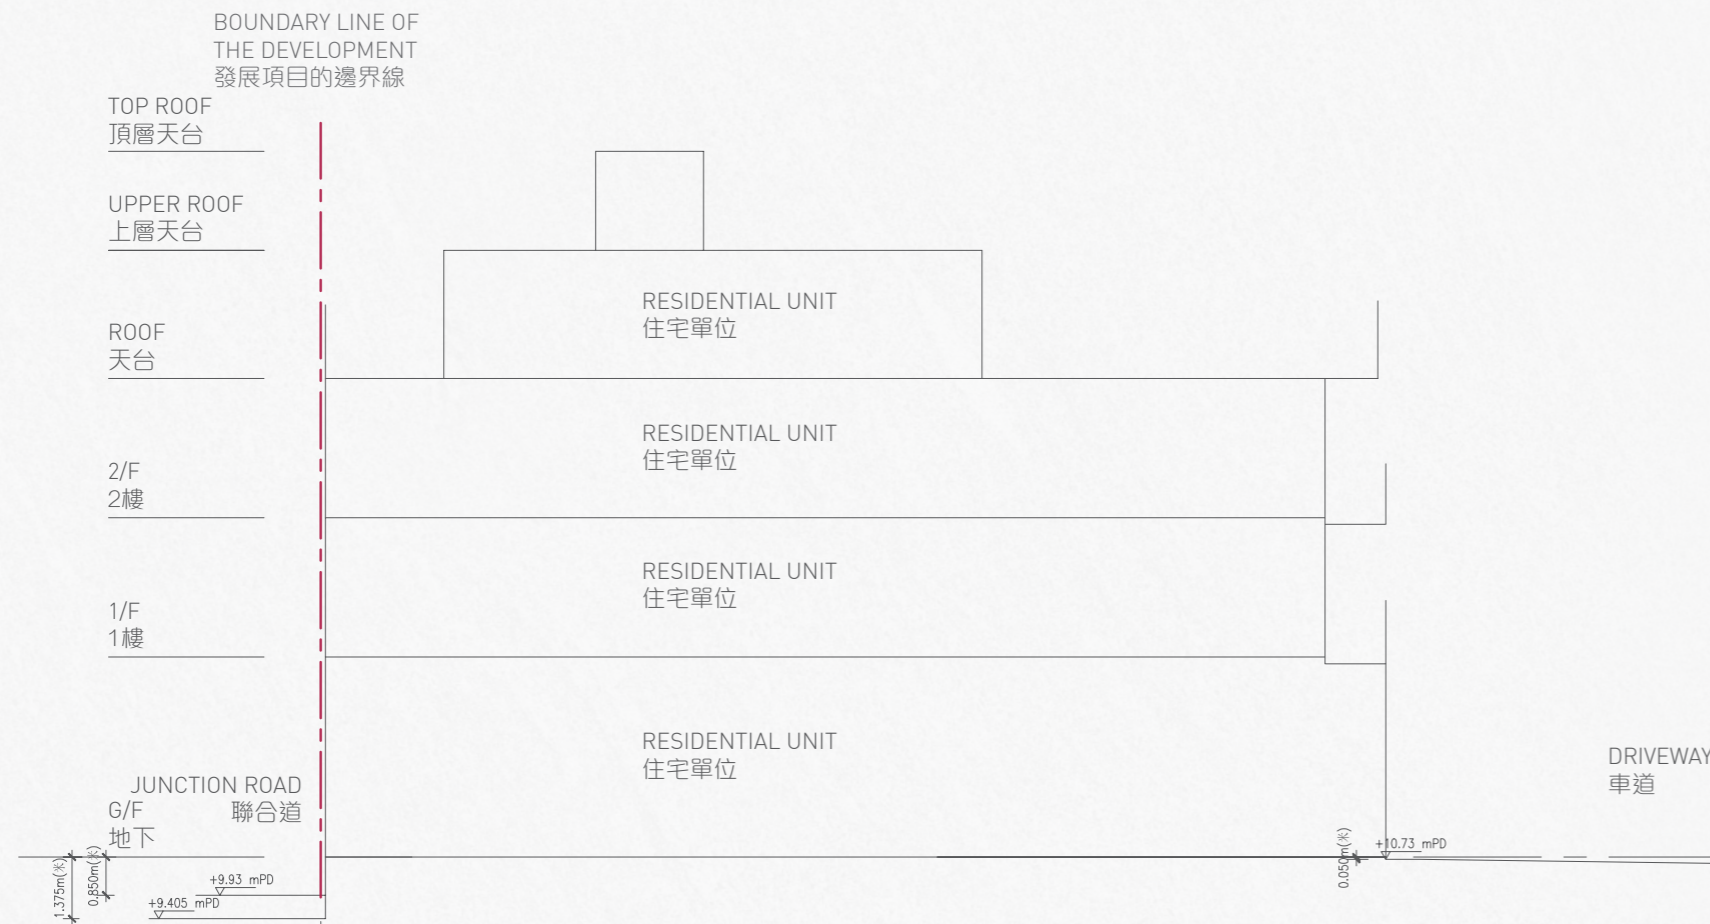 BOUNDARY LINE OF
THE DEVELOPMENT
發展項目的邊界線
TOP ROOF
頂層天台
UPPER ROOF
上層天台
RESIDENTIAL UNIT
住宅單位
ROOF
天台
RESIDENTIAL UNIT
住宅單位
2/F
2樓
RESIDENTIAL UNIT
住宅單位
1/F
1樓
RESIDENTIAL UNIT
住宅單位
DRIVEWAY
車道
JUNCTION ROAD
聯合道
G/F
地下
+10.73 mPD
0.050m(米)
1.375m(米)
0.850m(米)
+9.93 mPD
+9.405 mPD